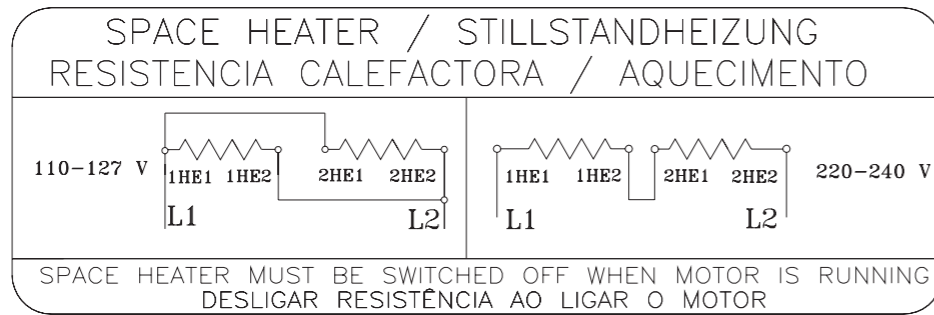 SPACE HEATER / STILLSTANDHEIZUNG
RESISTENCIA CALEFACTORA / AQUECIMENTO
110-127 V
1HE1 1HE2 2HE1 2HE2
L1 L2
1HE1 1HE2 2HE1 2HE2
220-240 V
L1 L2
SPACE HEATER MUST BE SWITCHED OFF WHEN MOTOR IS RUNNING
DESLIGAR RESISTÊNCIA AO LIGAR O MOTOR